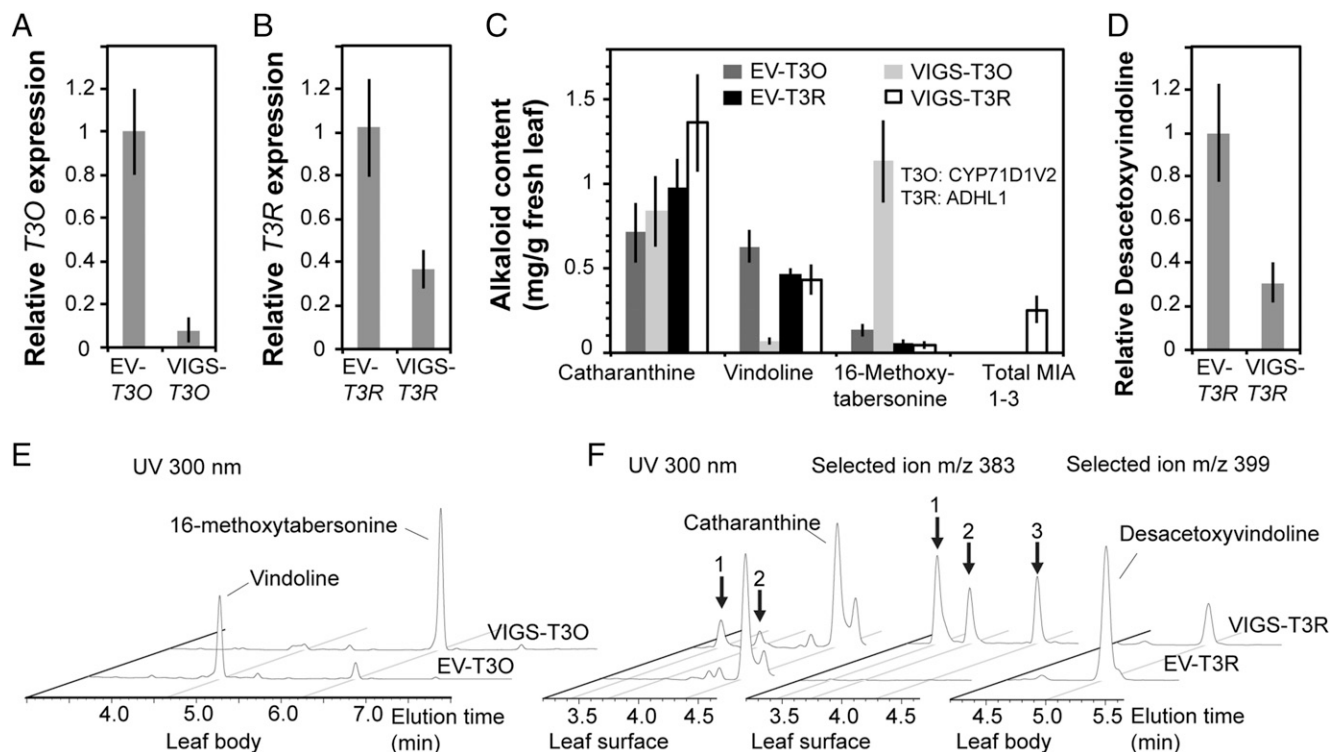 A
Relative T3O expression
1.2
1
0.8
0.6
0.4
0.2
0
EV-
T3O
VIGS-
T3O
B
Relative T3R expression
1.2
1
0.8
0.6
0.4
0.2
0
EV-
T3R
VIGS-
T3R
C
Alkaloid content
(mg/g fresh leaf)
1.5
1
0.5
0
EV-T3O
VIGS-T3O
EV-T3R
VIGS-T3R
T3O: CYP71D1V2
T3R: ADHL1
Catharanthine
Vindoline
16-Methoxy-
tabersonine
Total MIA
1-3
D
Relative Desacetoxyvindoline
1.2
1
0.8
0.6
0.4
0.2
0
EV-
T3R
VIGS-
T3R
E
UV 300 nm
16-methoxytabersonine
Vindoline
VIGS-T3O
EV-T3O
4.0 5.0 6.0 7.0 Elution time
Leaf body (min)
F
UV 300 nm
Selected ion m/z 383
Selected ion m/z 399
Catharanthine
1
2
1
2
3
Desacetoxyvindoline
VIGS-T3R
EV-T3R
3.5 4.0 4.5 3.5 4.0 4.5 4.5 5.0 5.5 Elution time
Leaf surface Leaf surface Leaf body (min)